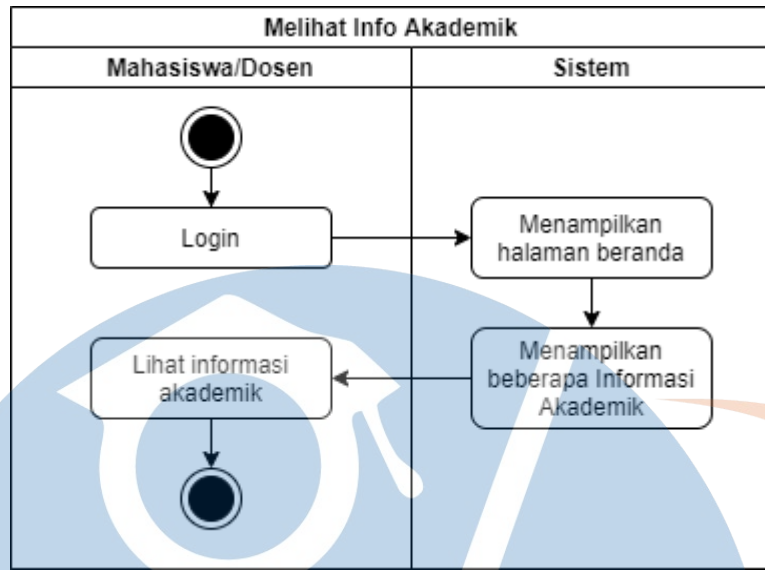 Melihat Info Akademik
Mahasiswa/Dosen
Sistem
Login
Menampilkan
halaman beranda
Menampilkan
beberapa Informasi
Akademik
Lihat informasi
akademik